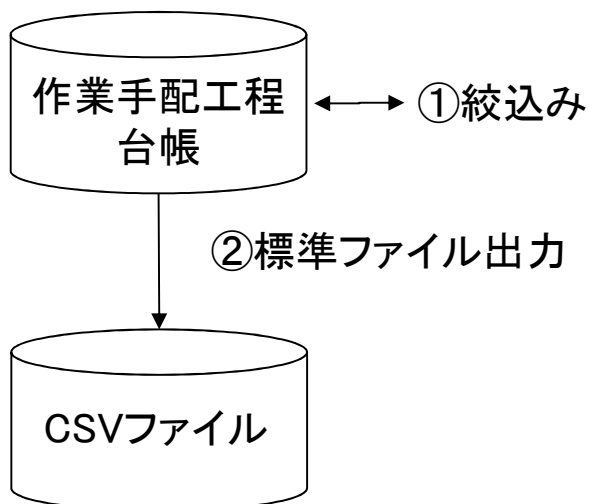 作業手配工程
台帳
①絞込み
②標準ファイル出力
CSVファイル